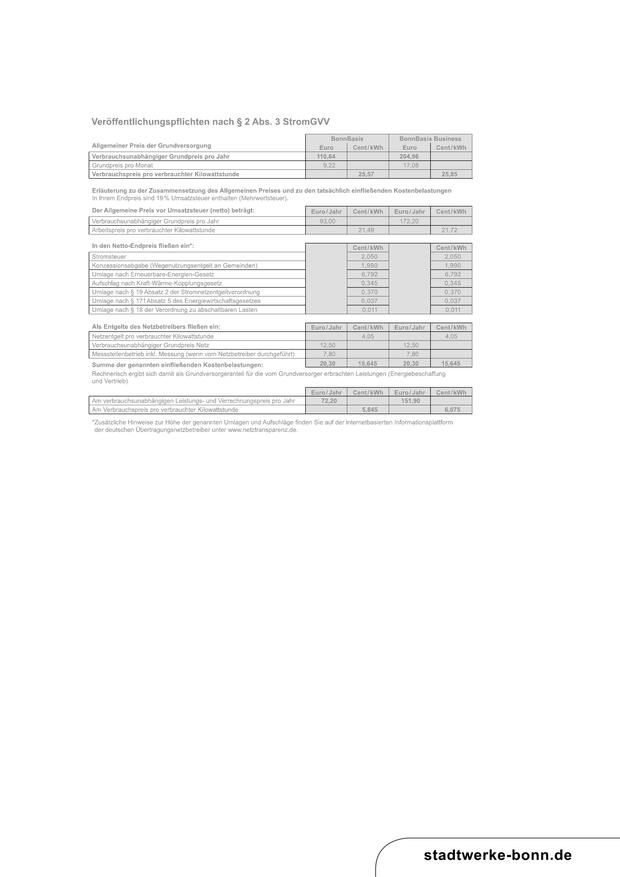 Veröffentlichungspflichten nach § 2 Abs. 3 StromGVV
BonnBasis BonnBasis Business
Allgemeiner Preis der Grundversorgung Euro Cent/kWh Euro Cent/kWh
Verbrauchsunabhängiger Grundpreis pro Jahr 110,64 204,96
Grundpreis pro Monat 9,22 17,08
Verbrauchspreis pro verbrauchter Kilowattstunde 25,57 25,85
Erläuterung zu der Zusammensetzung des Allgemeinen Preises und zu den tatsächlich einfließenden Kostenbelastungen
In Ihrem Endpreis sind 19% Umsatzsteuer enthalten (Mehrwertsteuer).
Der Allgemeine Preis vor Umsatzsteuer (netto) beträgt: Euro/Jahr Cent/kWh Euro/Jahr Cent/kWh
Verbrauchsunabhängiger Grundpreis pro Jahr 93,00 172,20
Arbeitspreis pro verbrauchter Kilowattstunde 21,49 21,72
In den Netto-Endpreis fließen ein*: Cent/kWh Cent/kWh
Stromsteuer 2,050 2,050
Konzessionsabgabe (Wegenutzungsentgelt an Gemeinden) 1,990 1,990
Umlage nach Erneuerbare-Energien-Gesetz 6,792 6,792
Aufschlag nach Kraft-Wärme-Kopplungsgesetz 0,345 0,345
Umlage nach § 19 Absatz 2 der Stromnetzentgeltverordnung 0,370 0,370
Umlage nach § 17f Absatz 5 des Energiewirtschaftsgesetzes 0,037 0,037
Umlage nach § 18 der Verordnung zu abschaltbaren Lasten 0,011 0,011
Als Entgelte des Netzbetreibers fließen ein: Euro/Jahr Cent/kWh Euro/Jahr Cent/kWh
Netzentgelt pro verbrauchter Kilowattstunde 4,05 4,05
Verbrauchsunabhängiger Grundpreis Netz 12,50 12,50
Messstellenbetrieb inkl. Messung (wenn vom Netzbetreiber durchgeführt) 7,80 7,80
Summe der genannten einfließenden Kostenbelastungen: 20,30 15,645 20,30 15,645
Rechnerisch ergibt sich damit als Grundversorgeranteil für die vom Grundversorger erbrachten Leistungen (Energiebeschaffung
und Vertrieb)
Euro/Jahr Cent/kWh Euro/Jahr Cent/kWh
Am verbrauchsunabhängigen Leistungs- und Verrechnungspreis pro Jahr 72,20 151,90
Am Verbrauchspreis pro verbrauchter Kilowattstunde 5,845 6,075
*Zusätzliche Hinweise zur Höhe der genannten Umlagen und Aufschläge finden Sie auf der internetbasierten Informationsplattform
der deutschen Übertragungsnetzbetreiber unter www.netztransparenz.de.
stadtwerke-bonn.de